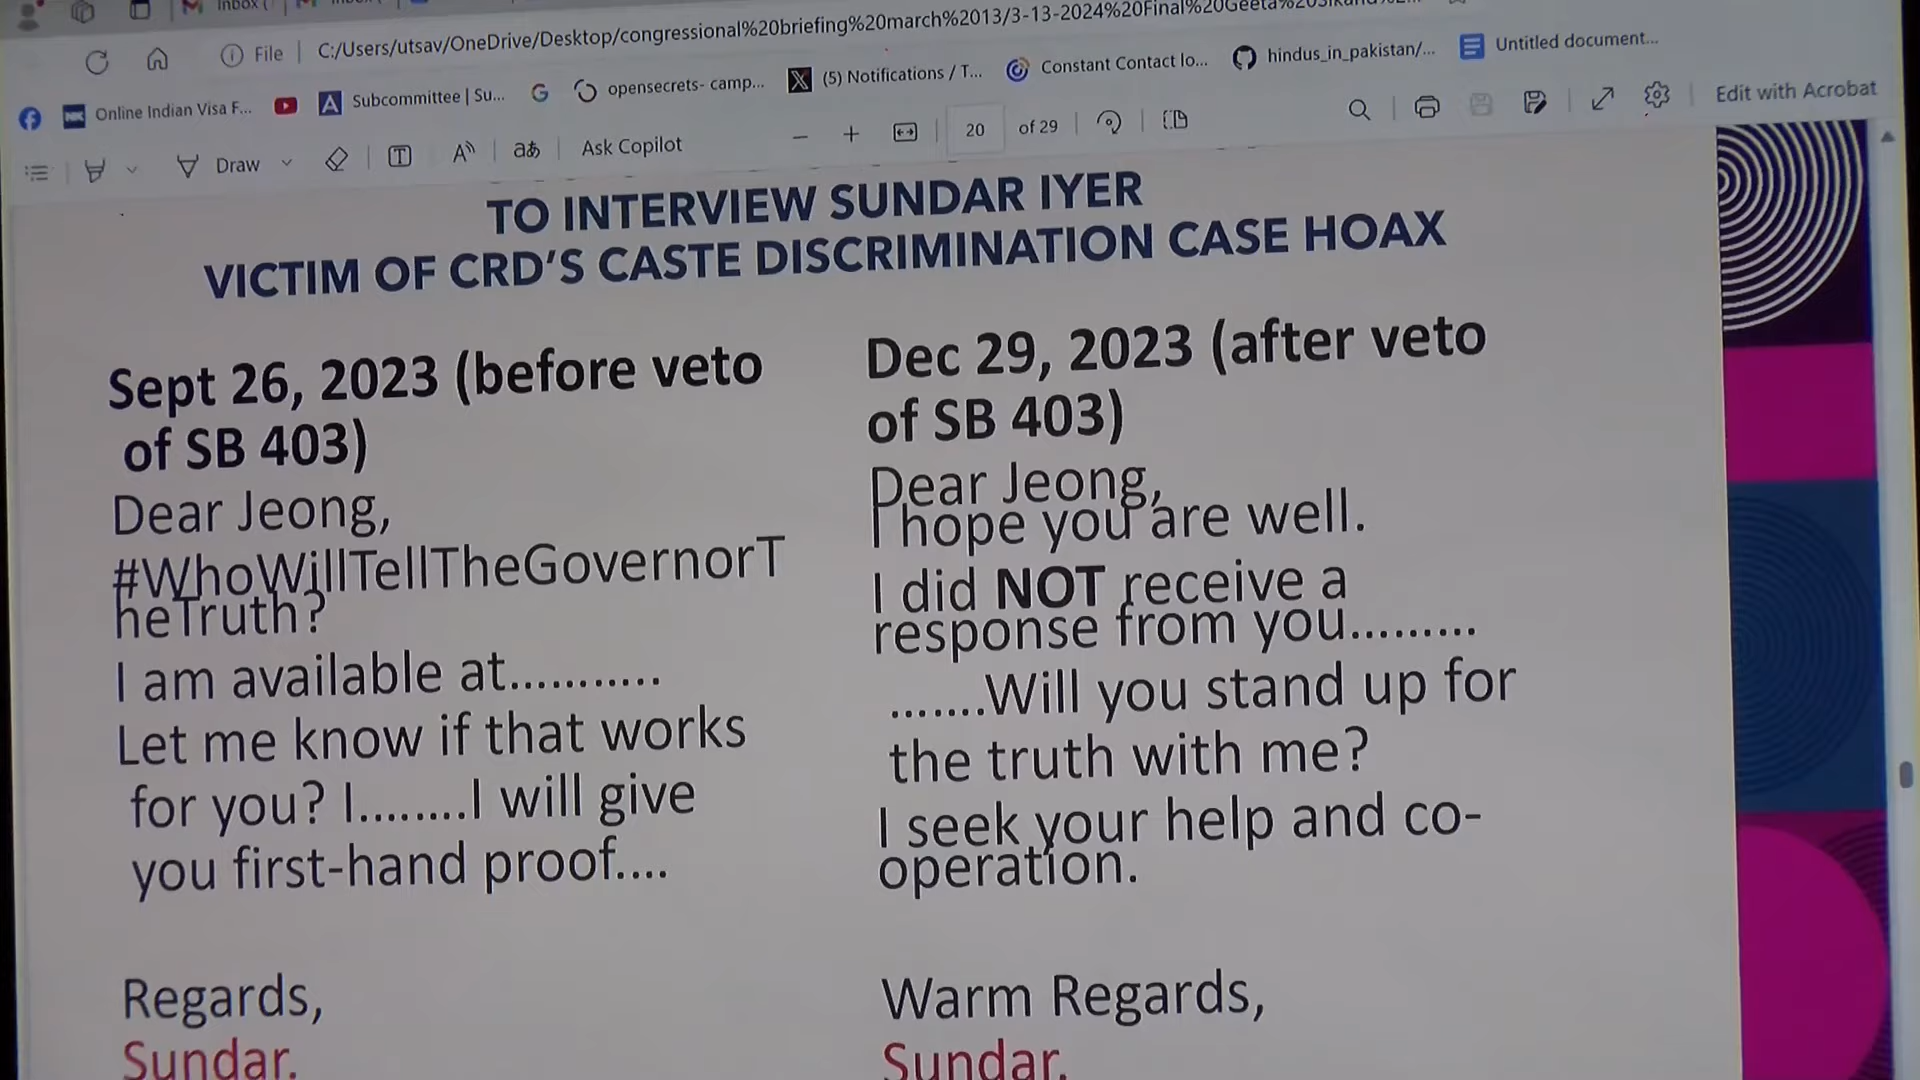 Inbox (
C:/Users/utsav/OneDrive/Desktop/congressional%20briefing%20march%2013/3-13-2024%20Final%20Geeta%20Sikand%2...
File
Online Indian Visa F...
Subcommittee | Su...
opensecrets- camp...
(5) Notifications / T...
Constant Contact lo...
hindus_in_pakistan/...
Untitled document...
Draw
Ask Copilot
20 of 29
Edit with Acrobat
TO INTERVIEW SUNDAR IYER
VICTIM OF CRD'S CASTE DISCRIMINATION CASE HOAX
Sept 26, 2023 (before veto
of SB 403)
Dear Jeong,
#WhoWillTellTheGovernorT
heTruth?
I am available at...........
Let me know if that works
for you? I........I will give
you first-hand proof....
Regards,
Sundar.
Dec 29, 2023 (after veto
of SB 403)
Dear Jeong,
I hope you are well.
I did NOT receive a
response from you.........
.......Will you stand up for
the truth with me?
I seek your help and co-
operation.
Warm Regards,
Sundar.